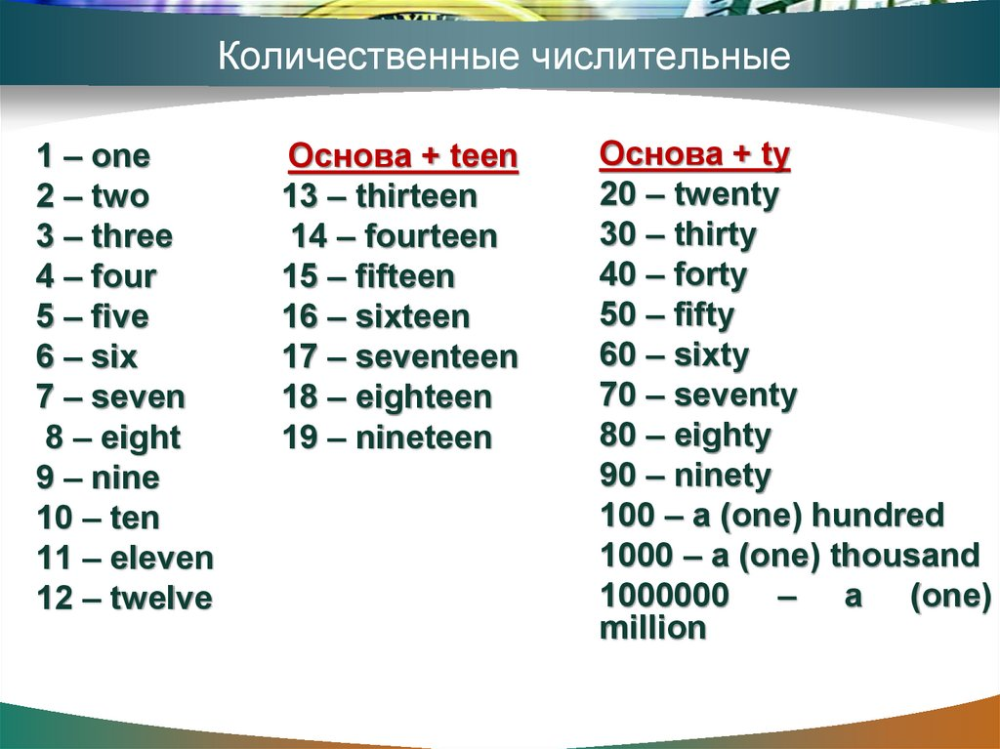 Количественные числительные
1 – one
2 – two
3 – three
4 – four
5 – five
6 – six
7 – seven
8 – eight
9 – nine
10 – ten
11 – eleven
12 – twelve
Основа + teen
13 – thirteen
14 – fourteen
15 – fifteen
16 – sixteen
17 – seventeen
18 – eighteen
19 – nineteen
Основа + ty
20 – twenty
30 – thirty
40 – forty
50 – fifty
60 – sixty
70 – seventy
80 – eighty
90 – ninety
100 – a (one) hundred
1000 – a (one) thousand
1000000 – a (one)
million